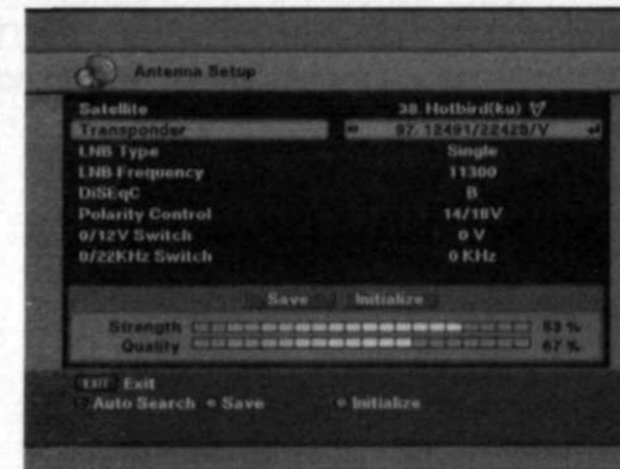 Antenna Setup
Satellite 38. Hotbird(ku)
Transponder 97. 12491/22425/V
LNB Type Single
LNB Frequency 11300
DiSEqC B
Polarity Control 14/18V
0/12V Switch 0 V
0/22KHz Switch 0 KHz
Save Initialize
Strength %
Quality 67 %
EXIT Exit
Auto Search Save Initialize